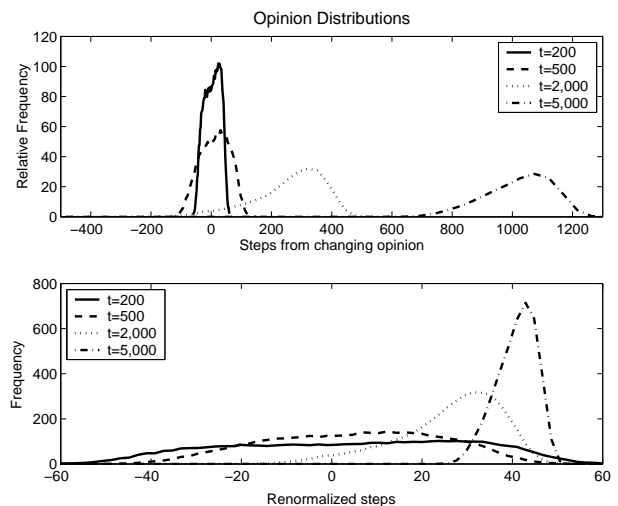 Opinion Distributions
120
100
80
60
40
20
0
Relative Frequency
t=200
t=500
t=2,000
t=5,000
−400 −200 0 200 400 600 800 1000 1200
Steps from changing opinion
800
600
400
200
0
Frequency
t=200
t=500
t=2,000
t=5,000
−60 −40 −20 0 20 40 60
Renormalized steps